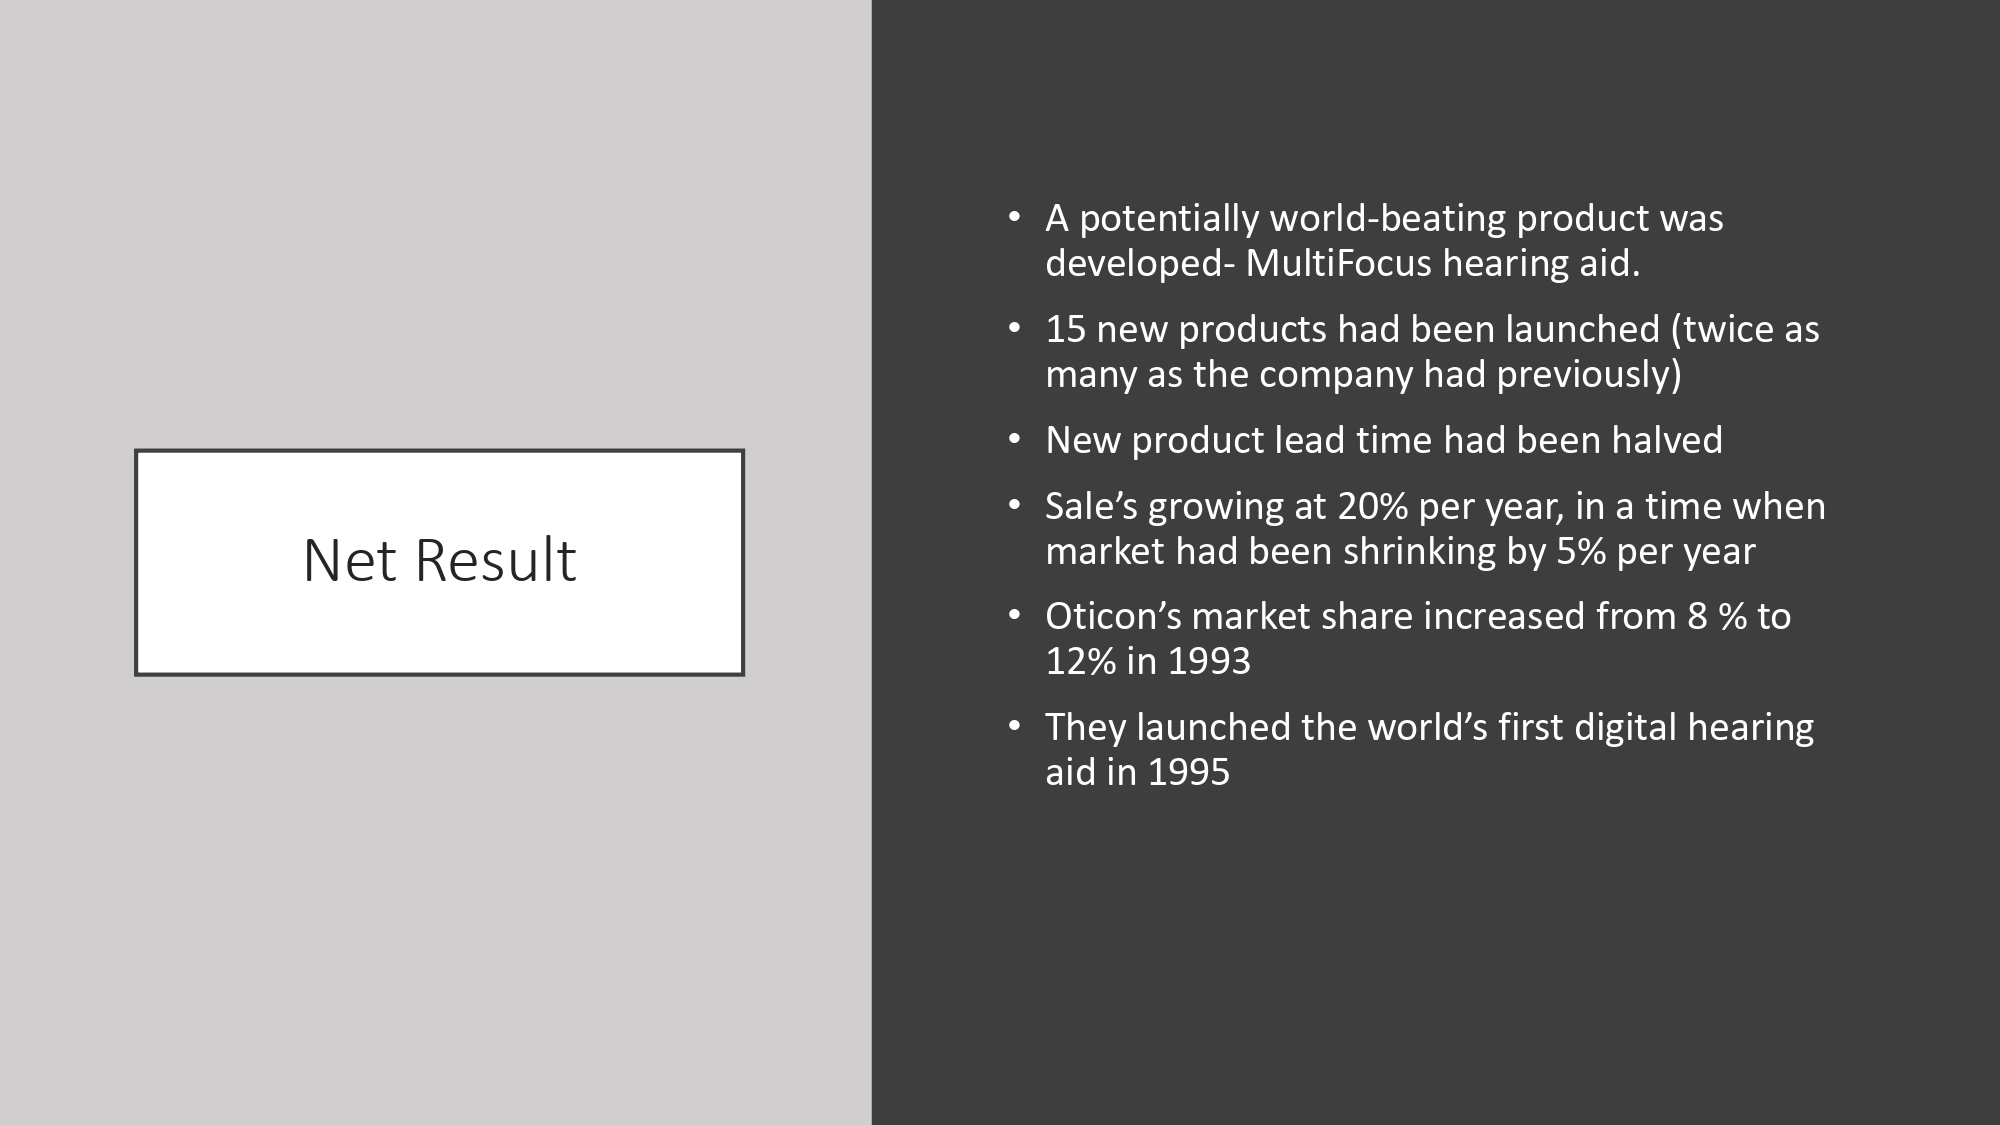 Net Result
• A potentially world-beating product was
developed- MultiFocus hearing aid.
• 15 new products had been launched (twice as
many as the company had previously)
• New product lead time had been halved
• Sale’s growing at 20% per year, in a time when
market had been shrinking by 5% per year
• Oticon’s market share increased from 8 % to
12% in 1993
• They launched the world’s first digital hearing
aid in 1995